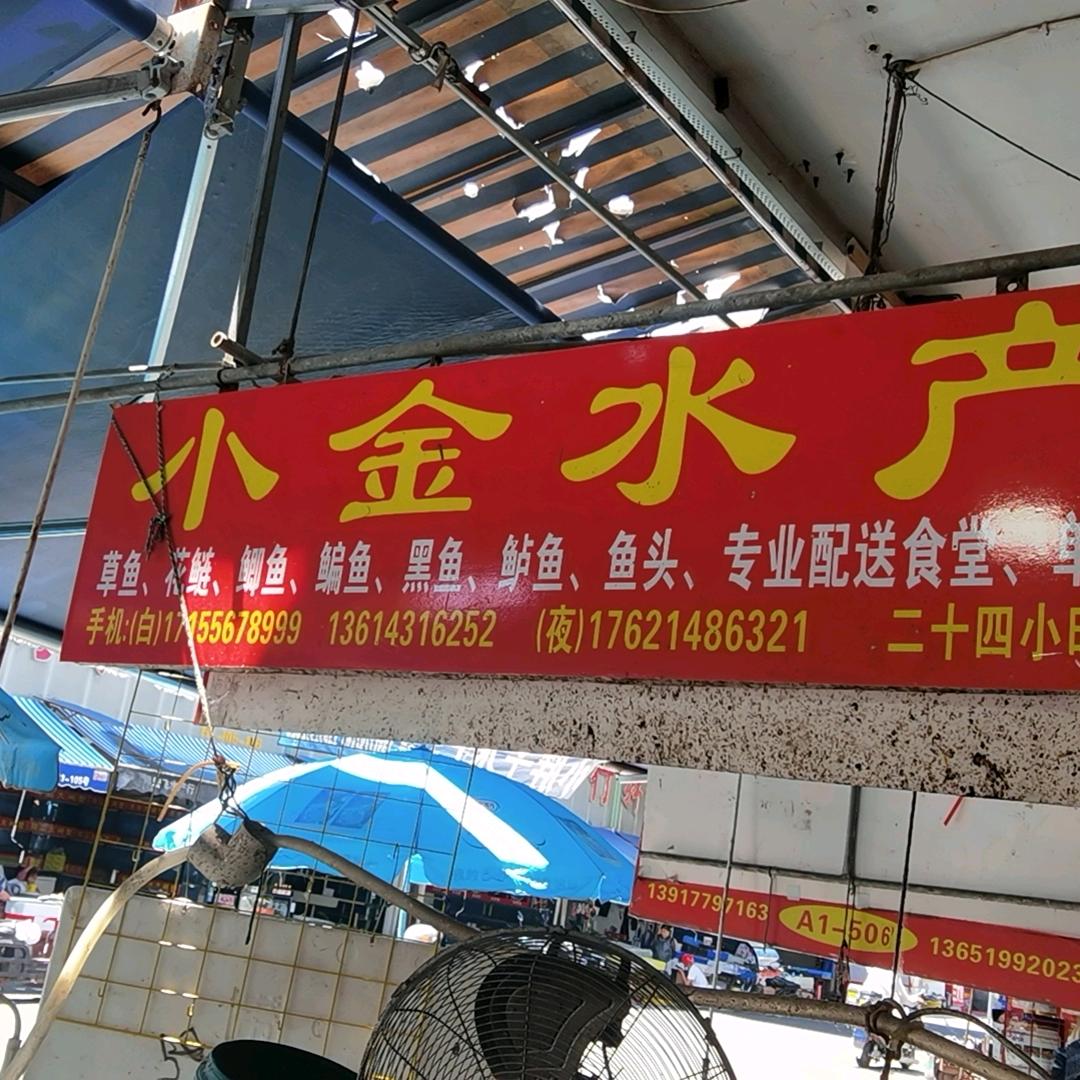 小金水产
草鱼、花鲢、鲫鱼、鳊鱼、黑鱼、鲈鱼、鱼头、专业配送食堂、
手机:(白)17155678999 13614316252 (夜)17621486321 二十四小
13917797163 A1-506 13651992023